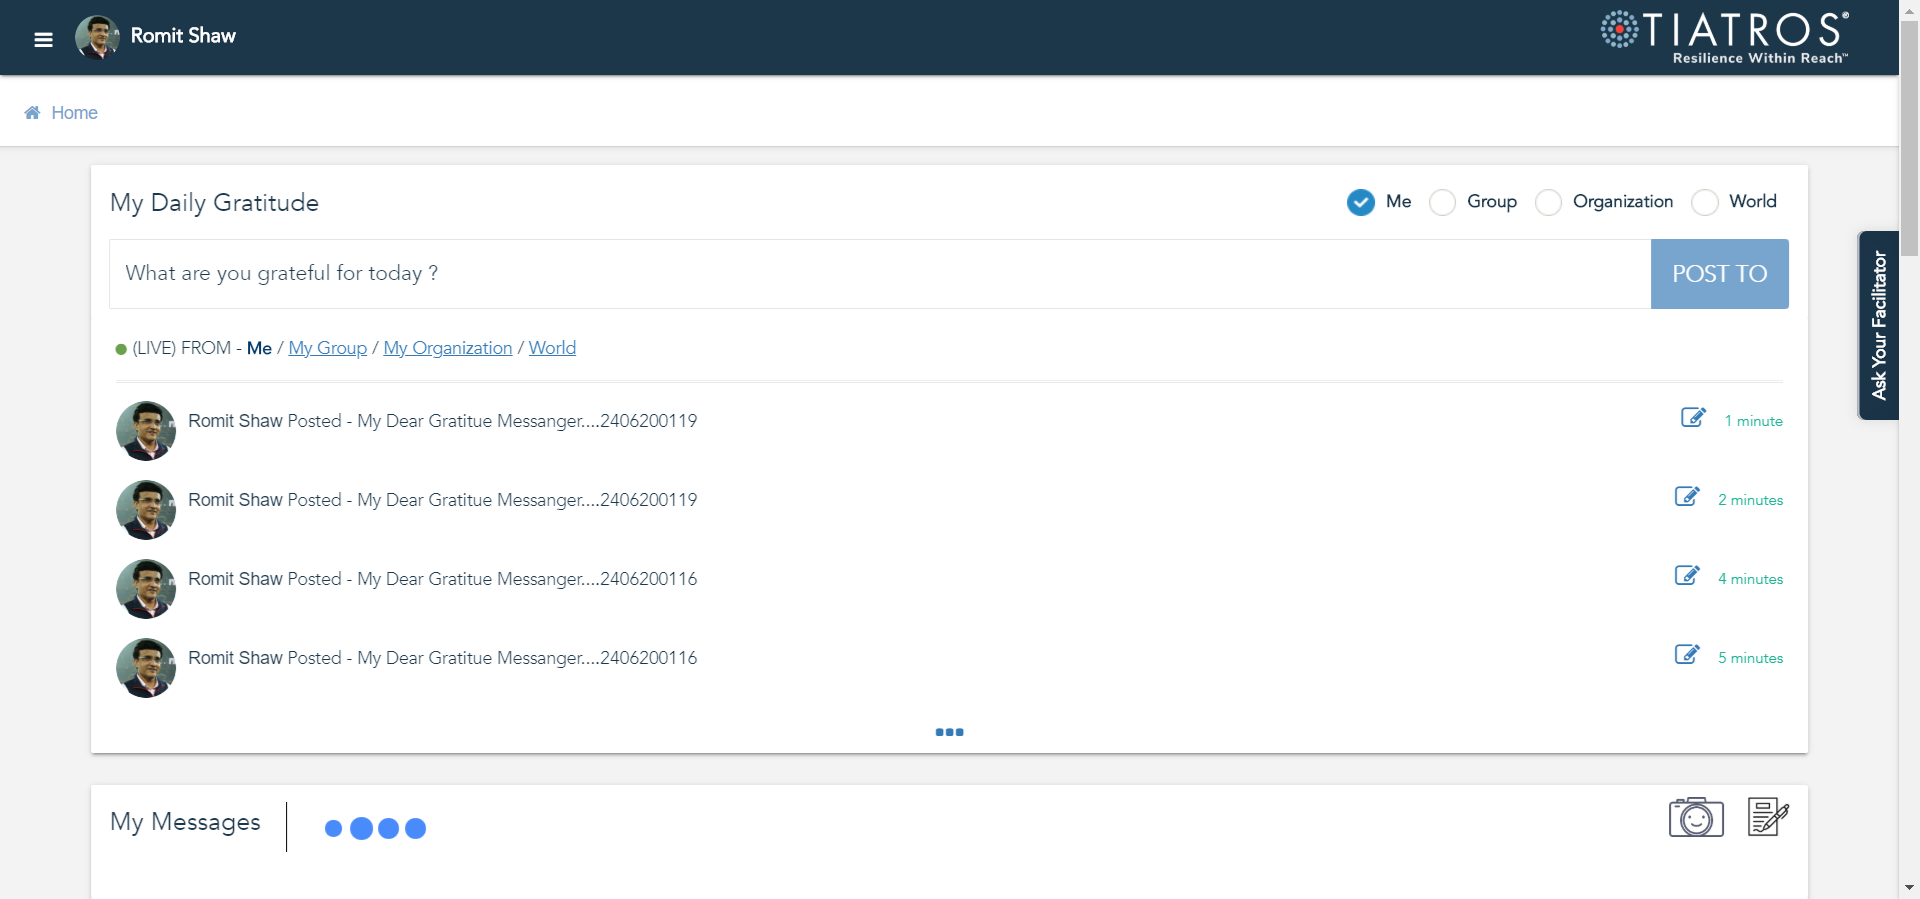 Romit Shaw
TIATROS®
Resilience Within Reach™
Home
My Daily Gratitude
Me Group Organization World
What are you grateful for today ?
POST TO
Ask Your Facilitator
(LIVE) FROM - Me / My Group / My Organization / World
Romit Shaw Posted - My Dear Gratitue Messanger....2406200119 1 minute
Romit Shaw Posted - My Dear Gratitue Messanger....2406200119 2 minutes
Romit Shaw Posted - My Dear Gratitue Messanger....2406200116 4 minutes
Romit Shaw Posted - My Dear Gratitue Messanger....2406200116 5 minutes
My Messages